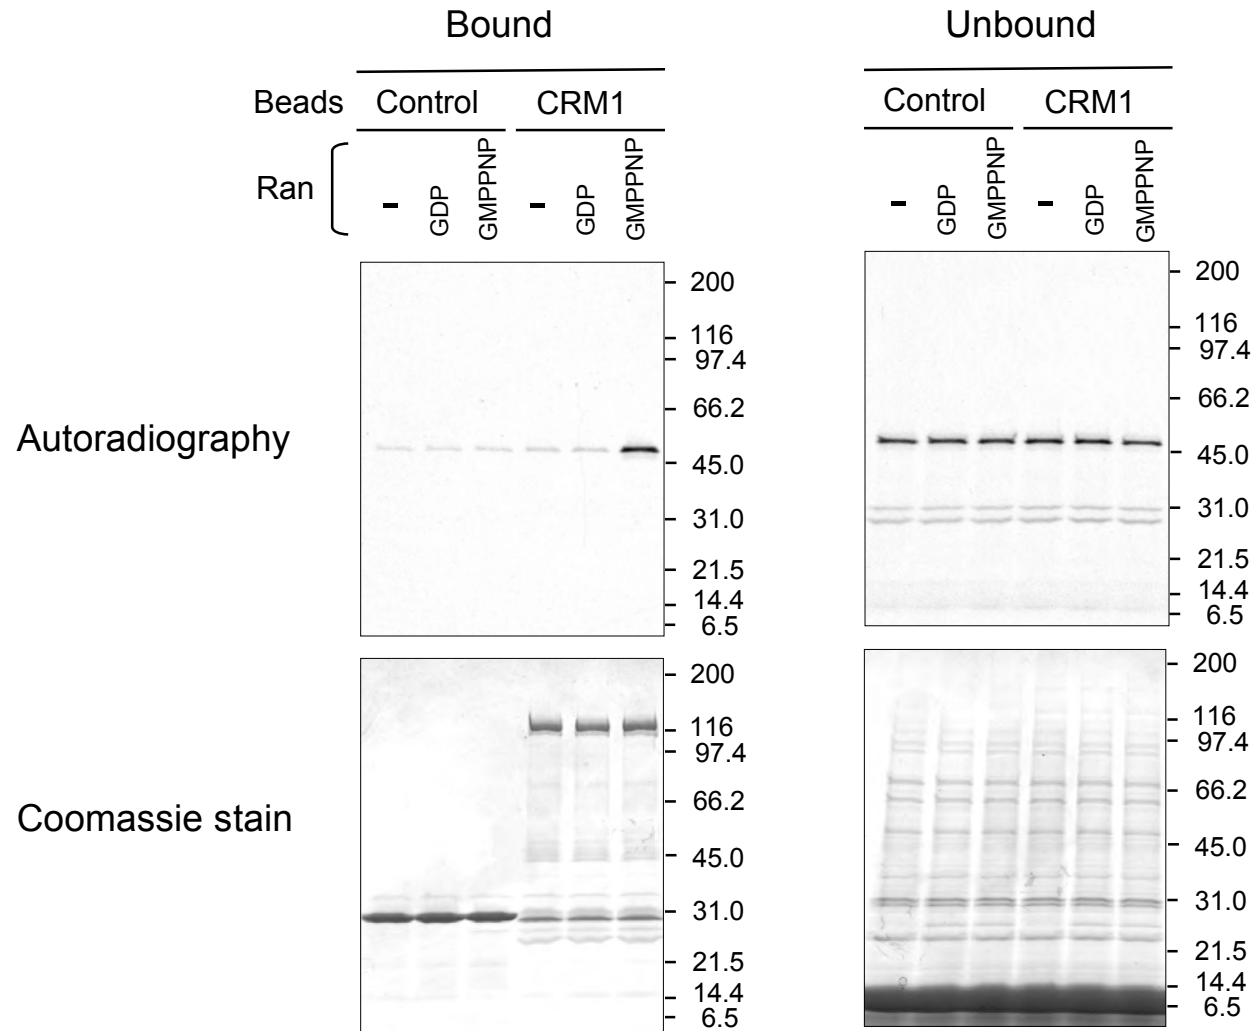 Bound
Unbound
Beads
Control
CRM1
Control
CRM1
Ran
-
GDP
GMPPNP
-
GDP
GMPPNP
-
GDP
GMPPNP
-
GDP
GMPPNP
Autoradiography
200
116
97.4
66.2
45.0
31.0
21.5
14.4
6.5
200
116
97.4
66.2
45.0
31.0
21.5
14.4
6.5
Coomassie stain
200
116
97.4
66.2
45.0
31.0
21.5
14.4
6.5
200
116
97.4
66.2
45.0
31.0
21.5
14.4
6.5